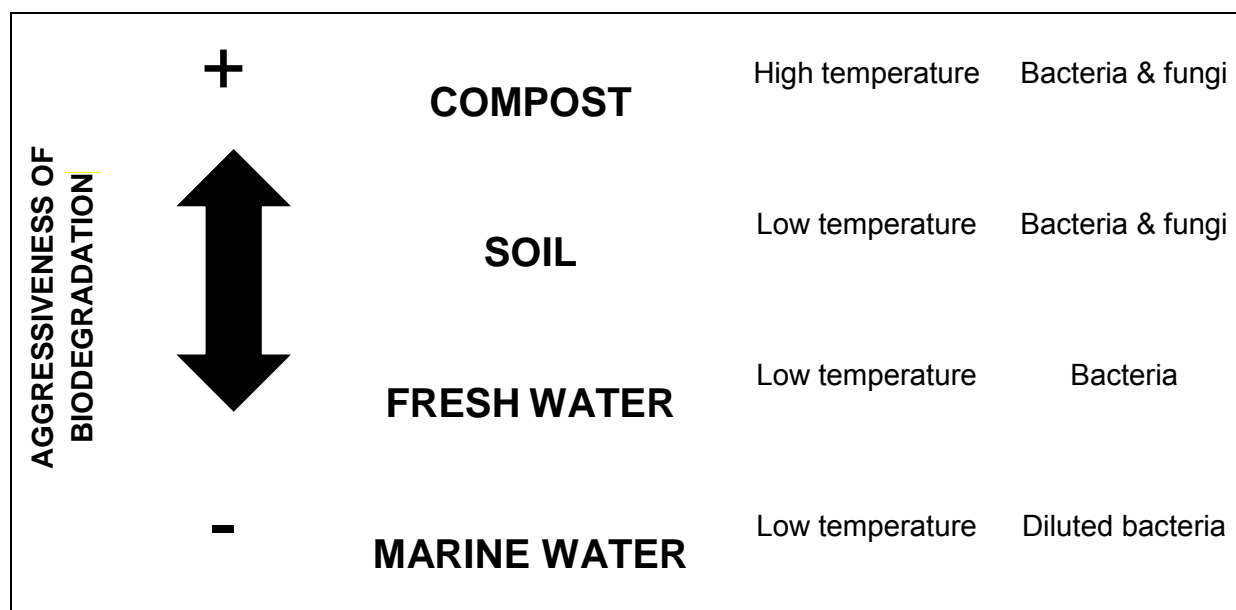 AGGRESSIVENESS OF
BIODEGRADATION
+
COMPOST
High temperature
Bacteria & fungi
SOIL
Low temperature
Bacteria & fungi
FRESH WATER
Low temperature
Bacteria
-
MARINE WATER
Low temperature
Diluted bacteria